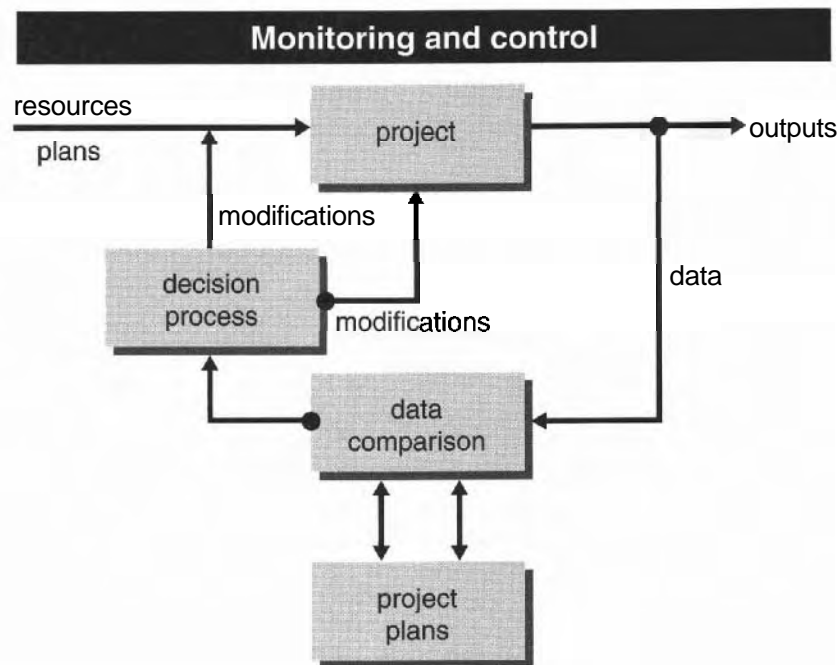 Monitoring and control
resources
plans
project
outputs
modifications
decision
process
modifications
data
data
comparison
project
plans